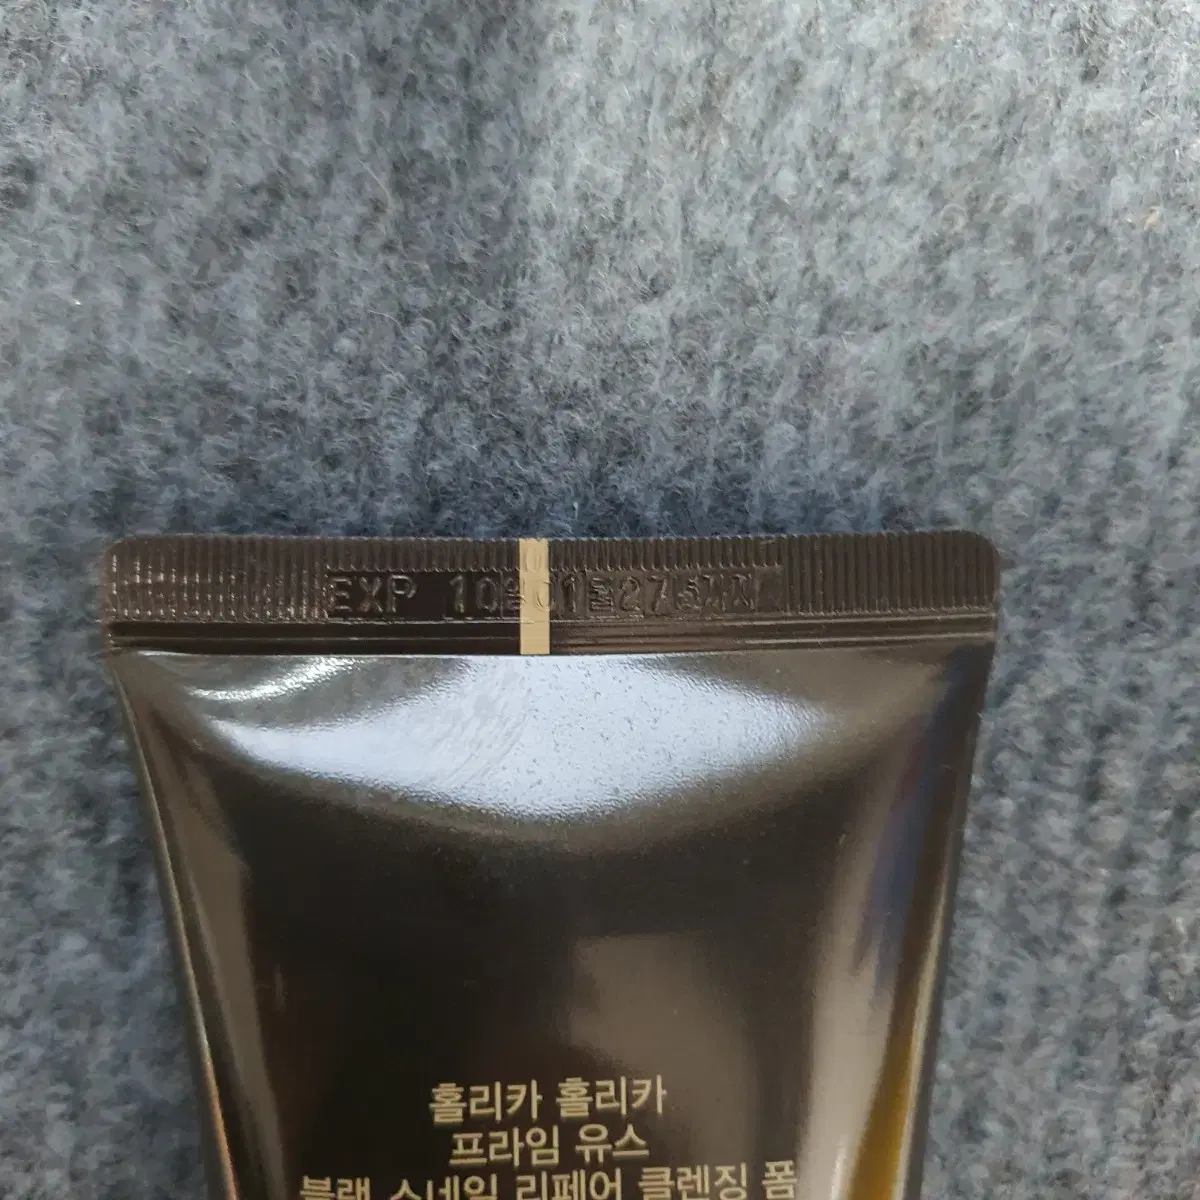 EXP 10일01월27년까지
홀리카 홀리카
프라임 유스
블랙 스네일 리페어 클렌징 폼